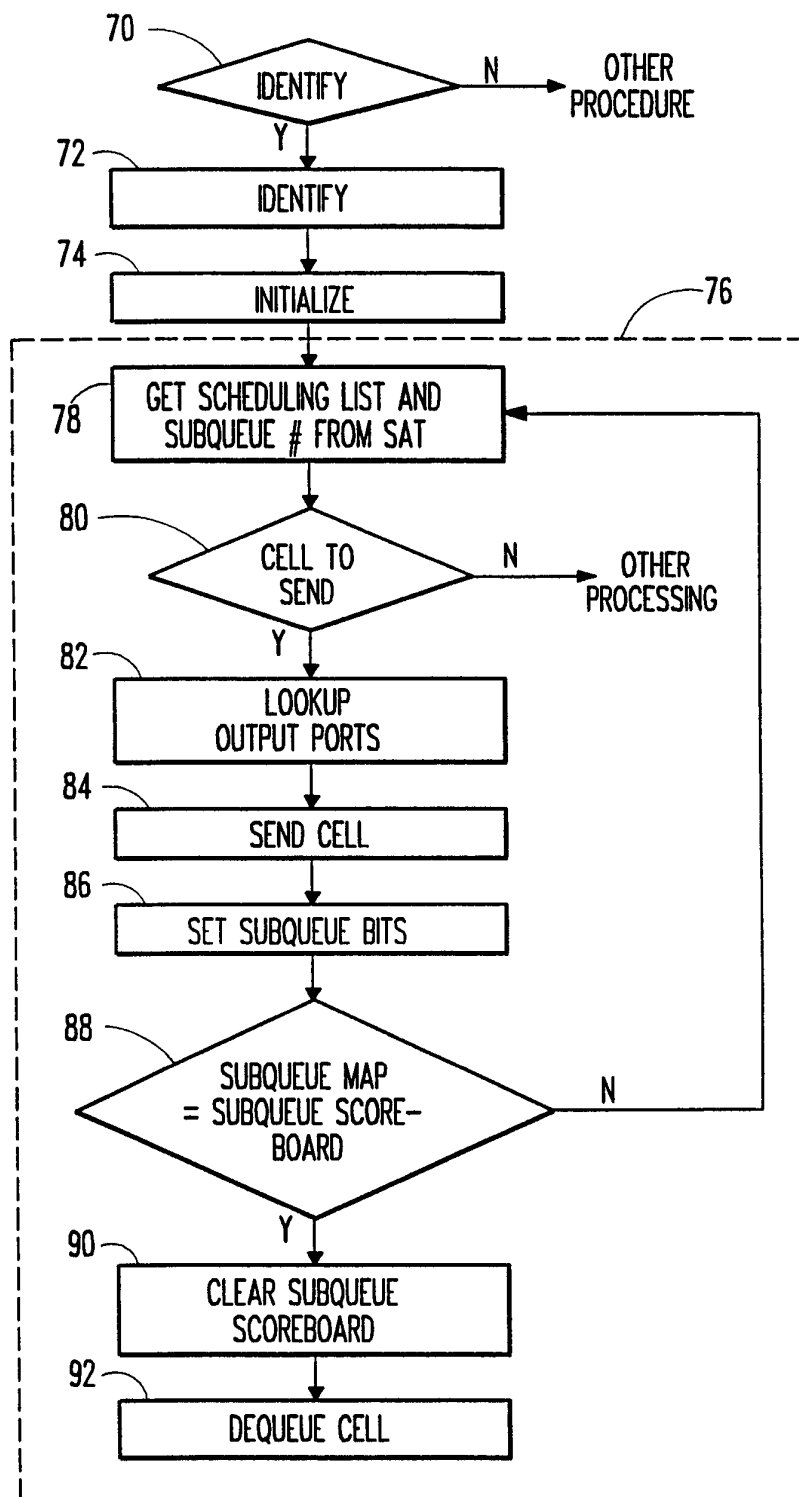 70
IDENTIFY
N
OTHER
PROCEDURE
Y
72
IDENTIFY
74
INITIALIZE
76
78
GET SCHEDULING LIST AND
SUBQUEUE # FROM SAT
80
CELL TO
SEND
N
OTHER
PROCESSING
Y
82
LOOKUP
OUTPUT PORTS
84
SEND CELL
86
SET SUBQUEUE BITS
88
SUBQUEUE MAP
= SUBQUEUE SCORE-
BOARD
N
Y
90
CLEAR SUBQUEUE
SCOREBOARD
92
DEQUEUE CELL